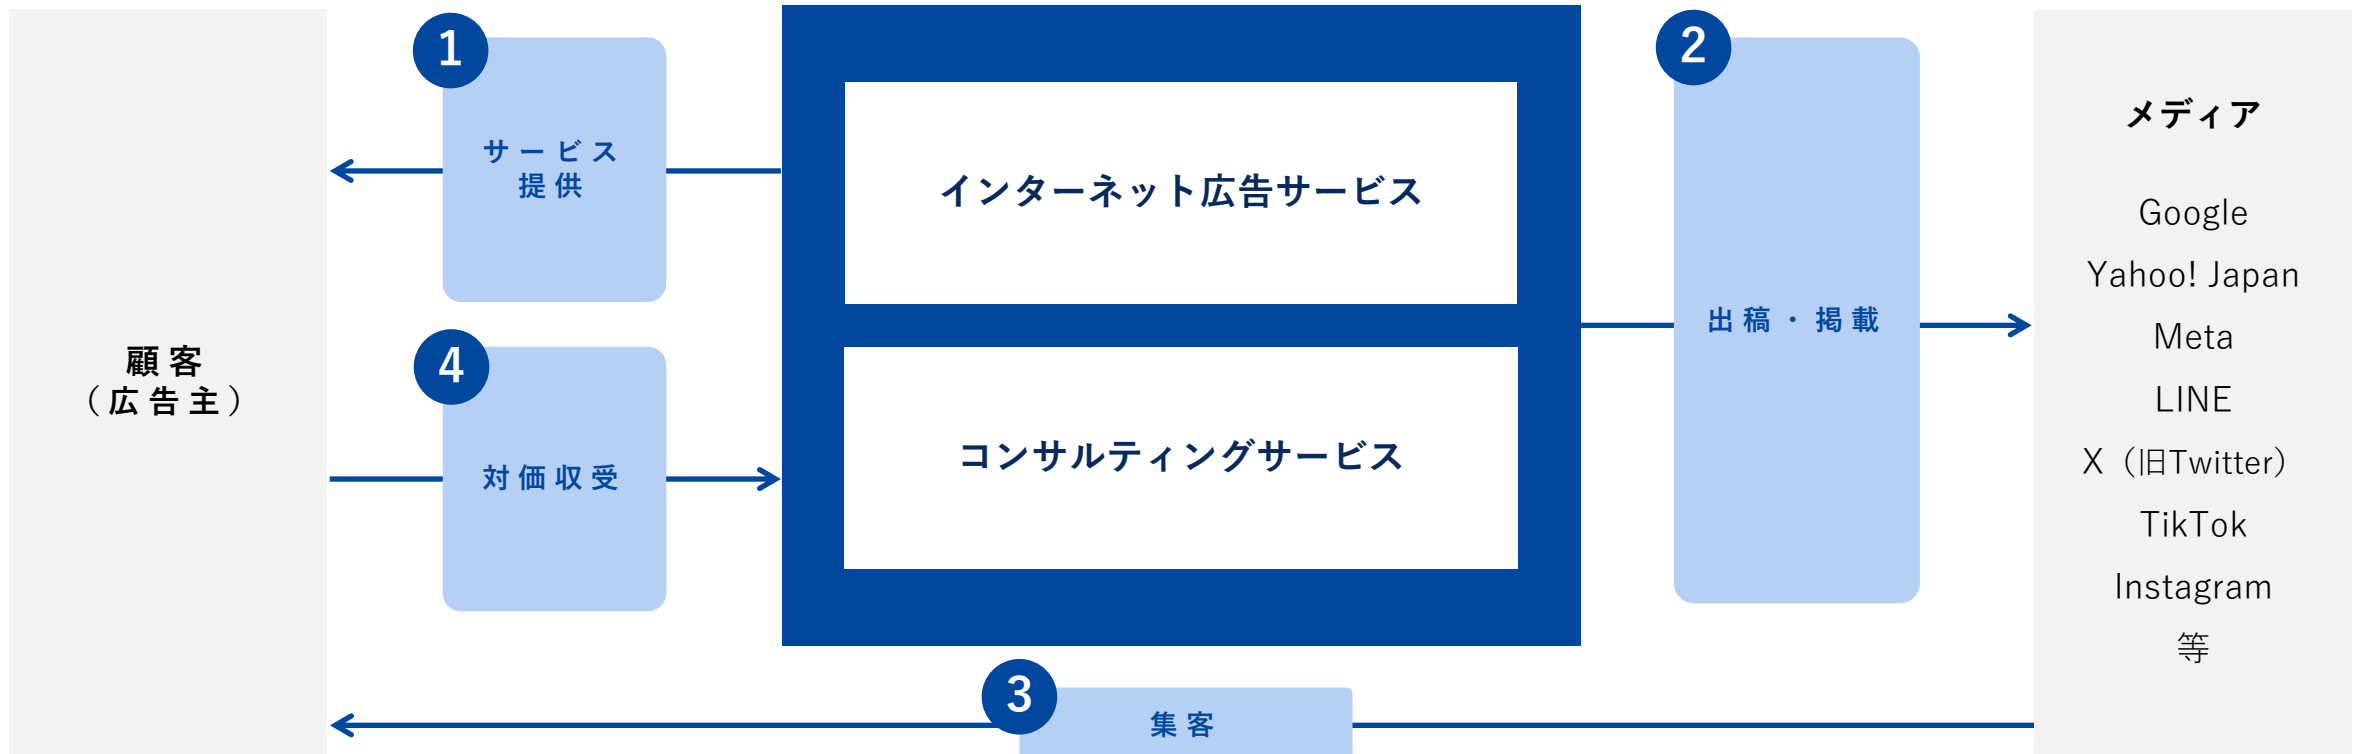 顧客
（広告主）
1
サービス
提供
4
対価収受
インターネット広告サービス
コンサルティングサービス
2
出稿・掲載
3
集客
メディア
Google
Yahoo! Japan
Meta
LINE
X（旧Twitter）
TikTok
Instagram
等